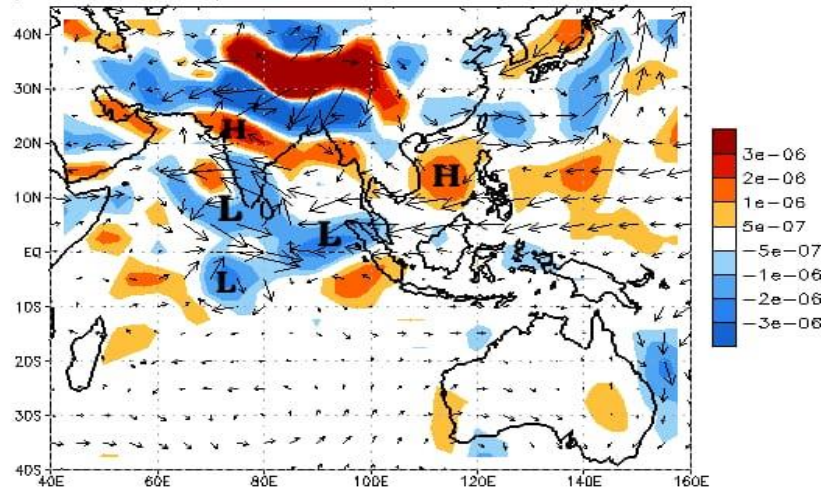 40N
30N
20N
10N
EQ
10S
20S
30S
40S
H
H
L
L
L
40E 60E 80E 100E 120E 140E 160E
3e-06
2e-06
1e-06
5e-07
-5e-07
-1e-06
-2e-06
-3e-06